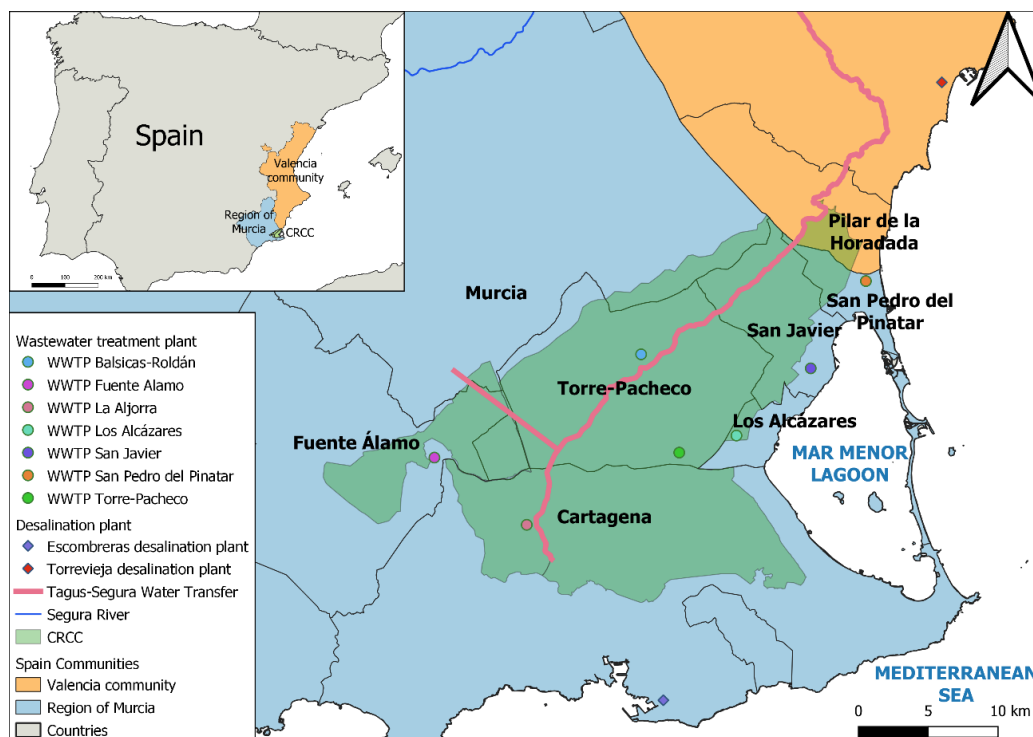 Spain
Valencia
community
Region of
Murcia
CRCC
0 100 200 km
Wastewater treatment plant
WWTP Balsicas-Roldán
WWTP Fuente Alamo
WWTP La Aljorra
WWTP Los Alcázares
WWTP San Javier
WWTP San Pedro del Pinatar
WWTP Torre-Pacheco
Desalination plant
Escombreras desalination plant
Torrevieja desalination plant
Tagus-Segura Water Transfer
Segura River
CRCC
Spain Communities
Valencia community
Region of Murcia
Countries
Pilar de la
Horadada
Murcia
San Pedro del
Pinatar
San Javier
Torre-Pacheco
Los Alcázares
Fuente Álamo
MAR MENOR
LAGOON
Cartagena
MEDITERRANEAN
SEA
0 5 10 km